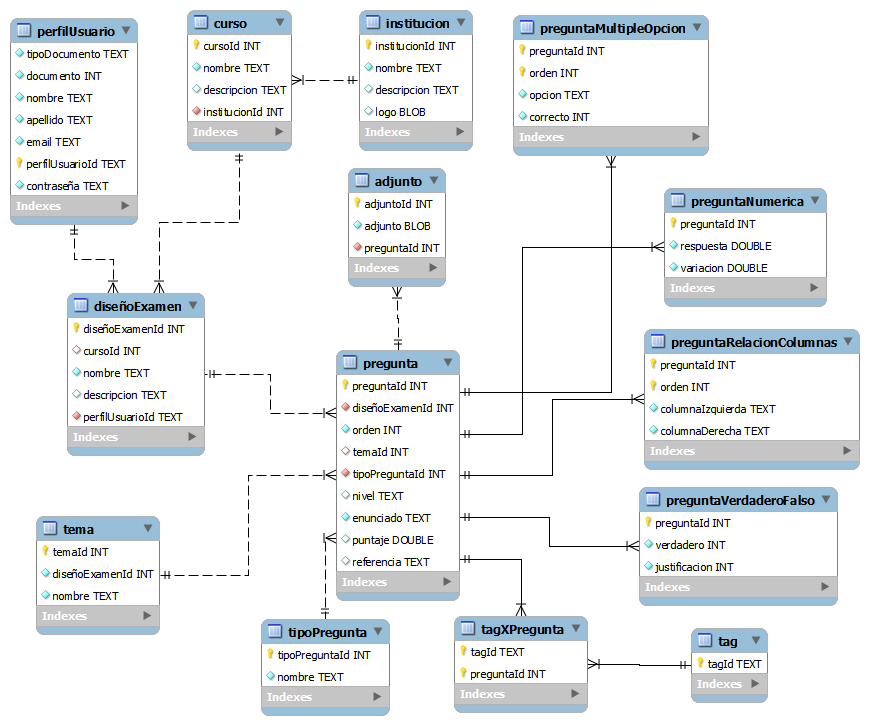 perfilUsuario
tipoDocumento TEXT
documento INT
nombre TEXT
apellido TEXT
email TEXT
perfilUsuarioId TEXT
contraseña TEXT
Indexes
curso
cursoId INT
nombre TEXT
descripcion TEXT
institucionId INT
Indexes
institucion
institucionId INT
nombre TEXT
descripcion TEXT
logo BLOB
Indexes
preguntaMultipleOpcion
preguntaId INT
orden INT
opcion TEXT
correcto INT
Indexes
adjunto
adjuntoId INT
adjunto BLOB
preguntaId INT
Indexes
preguntaNumerica
preguntaId INT
respuesta DOUBLE
variacion DOUBLE
Indexes
diseñoExamen
diseñoExamenId INT
cursoId INT
nombre TEXT
descripcion TEXT
perfilUsuarioId TEXT
Indexes
pregunta
preguntaId INT
diseñoExamenId INT
orden INT
temaId INT
tipoPreguntaId INT
nivel TEXT
enunciado TEXT
puntaje DOUBLE
referencia TEXT
Indexes
preguntaRelacionColumnas
preguntaId INT
orden INT
columnaIzquierda TEXT
columnaDerecha TEXT
Indexes
preguntaVerdaderoFalso
preguntaId INT
verdadero INT
justificacion INT
Indexes
tema
temaId INT
diseñoExamenId INT
nombre TEXT
Indexes
tipoPregunta
tipoPreguntaId INT
nombre TEXT
Indexes
tagXPregunta
tagId TEXT
preguntaId INT
Indexes
tag
tagId TEXT
Indexes